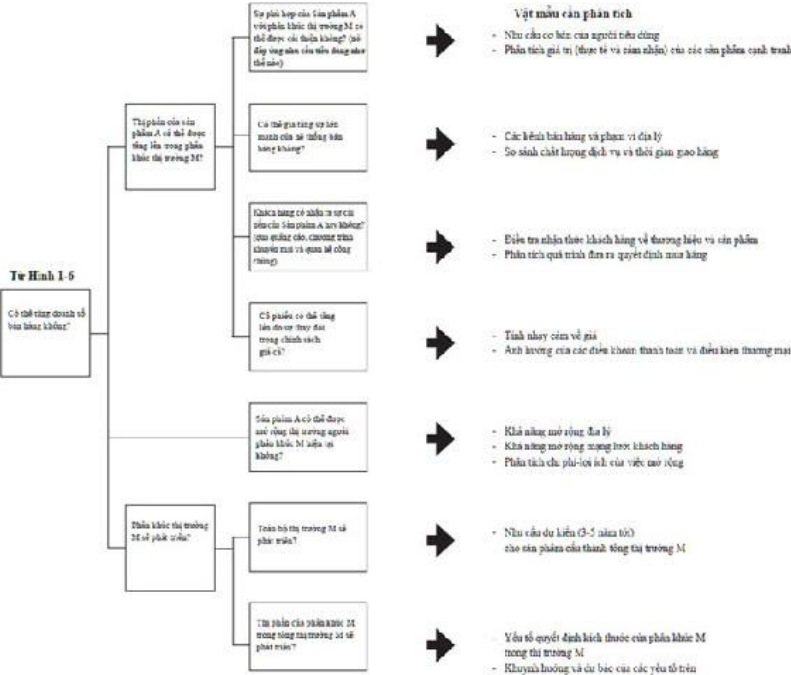 Vật mẫu cần phân tích
Sự phù hợp của Sản phẩm A
với phân khúc thị trường M có
thể được cải thiện không? (nó
đáp ứng nhu cầu tiêu dùng như
thế nào)
- Nhu cầu cơ bản của người tiêu dùng
- Phân tích giá trị (thực tế và cảm nhận) của các sản phẩm cạnh tranh
Thị phần của sản
phẩm A có thể được
tăng lên trong phân
khúc thị trường M?
Có thể gia tăng sự lớn
mạnh của hệ thống bán
hàng không?
- Các kênh bán hàng và phạm vi địa lý
- So sánh chất lượng dịch vụ và thời gian giao hàng
Khách hàng có nhận ra sự cải
tiến của Sản phẩm A hay không?
(qua quảng cáo, chương trình
khuyến mại và quan hệ công
chúng)
- Điều tra nhận thức khách hàng về thương hiệu và sản phẩm
- Phân tích quá trình đưa ra quyết định mua hàng
Từ Hình 1-6
Có thể tăng doanh số
bán hàng không?
Cổ phiếu có thể tăng
lên do sự thay đổi
trong chính sách
giá cả?
- Tính nhạy cảm về giá
- Ảnh hưởng của các điều khoản thanh toán và điều kiện thương mại
Sản phẩm A có thể được
mở rộng thị trường ngoài
phân khúc M hiện tại
không?
- Khả năng mở rộng địa lý
- Khả năng mở rộng mạng lưới khách hàng
- Phân tích chi phí-lợi ích của việc mở rộng
Phân khúc thị trường
M sẽ phát triển?
Toàn bộ thị trường M sẽ
phát triển?
- Nhu cầu dự kiến (3-5 năm tới)
cho sản phẩm cấu thành tổng thị trường M
Thị phần của phân khúc M
trong tổng thị trường M sẽ
phát triển?
- Yếu tố quyết định kích thước của phân khúc M
trong thị trường M
- Khuynh hướng và dự báo của các yếu tố trên